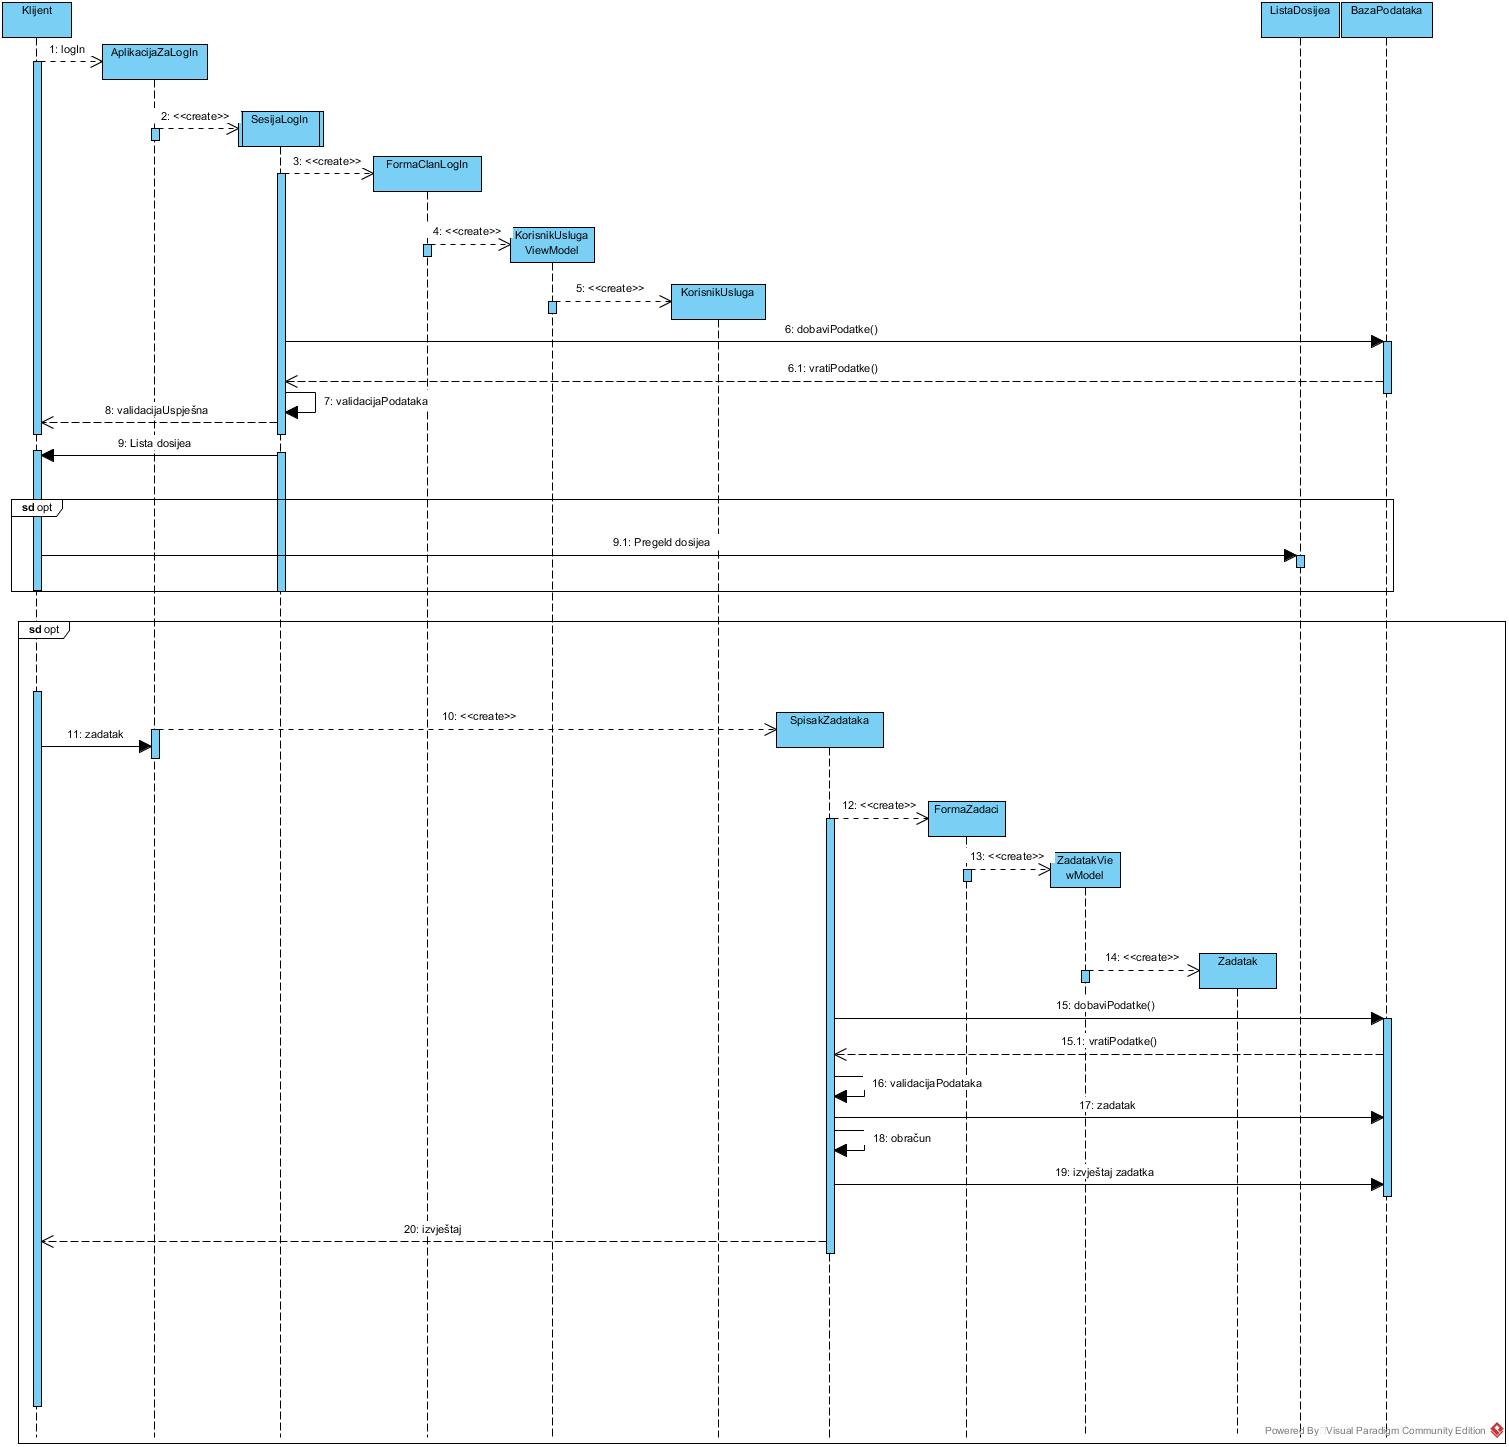 Klijent
ListaDosijea
BazaPodataka
1: logIn
AplikacijaZaLogIn
2: <<create>>
SesijaLogIn
3: <<create>>
FormaClanLogIn
4: <<create>>
KorisnikUsluga
ViewModel
5: <<create>>
KorisnikUsluga
6: dobaviPodatke()
6.1: vratiPodatke()
7: validacijaPodataka
8: validacijaUspješna
9: Lista dosijea
sd opt
9.1: Pregeld dosijea
sd opt
10: <<create>>
SpisakZadataka
11: zadatak
12: <<create>>
FormaZadaci
13: <<create>>
ZadatakVie
wModel
14: <<create>>
Zadatak
15: dobaviPodatke()
15.1: vratiPodatke()
16: validacijaPodataka
17: zadatak
18: obračun
19: izvještaj zadatka
20: izvještaj
Powered By Visual Paradigm Community Edition